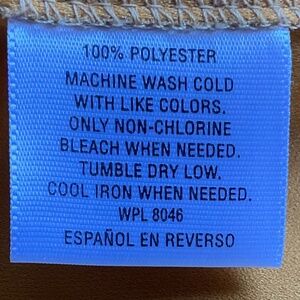 100% POLYESTER
MACHINE WASH COLD
WITH LIKE COLORS.
ONLY NON-CHLORINE
BLEACH WHEN NEEDED.
TUMBLE DRY LOW.
COOL IRON WHEN NEEDED.
WPL 8046
ESPAÑOL EN REVERSO